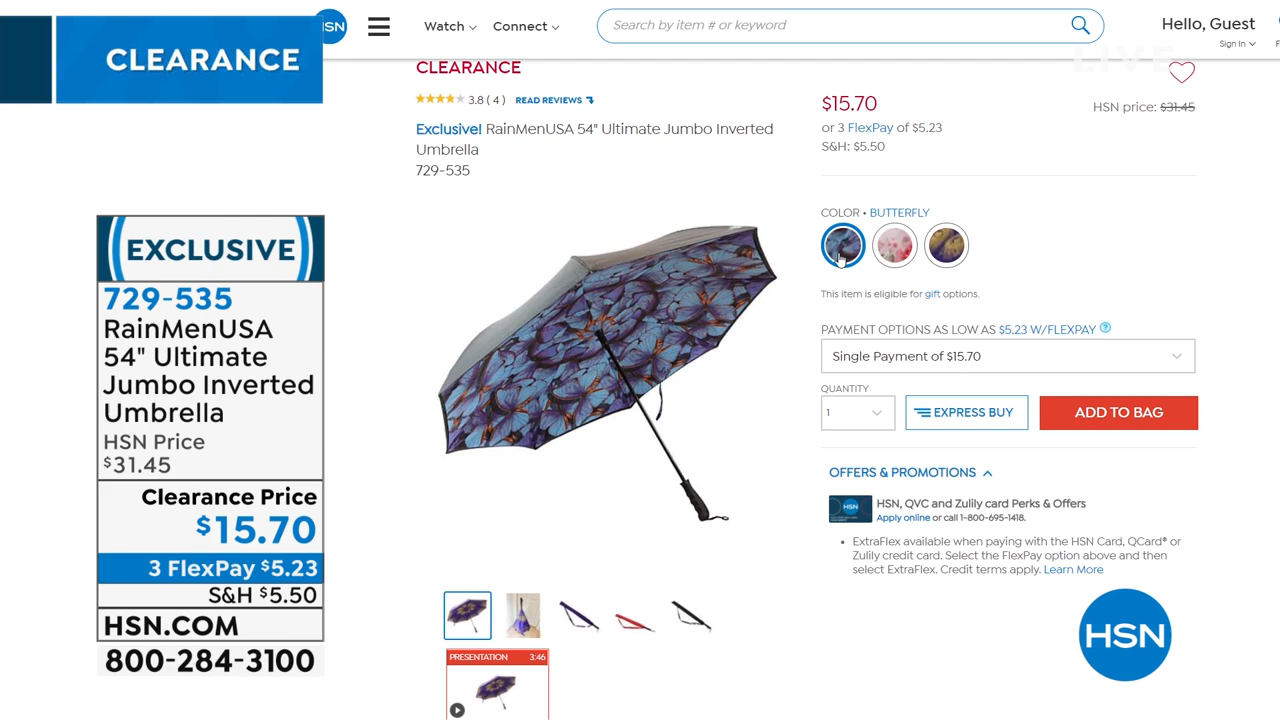 CLEARANCE
HSN
Watch
Connect
Search by item # or keyword
Hello, Guest
Sign In
LIVE
CLEARANCE
3.8 ( 4 ) READ REVIEWS
Exclusive! RainMenUSA 54" Ultimate Jumbo Inverted
Umbrella
729-535
$15.70
HSN price: $31.45
or 3 FlexPay of $5.23
S&H: $5.50
COLOR • BUTTERFLY
This item is eligible for gift options.
PAYMENT OPTIONS AS LOW AS $5.23 W/FLEXPAY ?
Single Payment of $15.70
QUANTITY
1
EXPRESS BUY
ADD TO BAG
OFFERS & PROMOTIONS
HSN
HSN, QVC and Zulily card Perks & Offers
Apply online or call 1-800-695-1418.
• ExtraFlex available when paying with the HSN Card, QCard® or
Zulily credit card. Select the FlexPay option above and then
select ExtraFlex. Credit terms apply. Learn More
EXCLUSIVE
729-535
RainMenUSA
54" Ultimate
Jumbo Inverted
Umbrella
HSN Price
$31.45
Clearance Price
$15.70
3 FlexPay $5.23
S&H $5.50
HSN.COM
800-284-3100
PRESENTATION 3:46
HSN